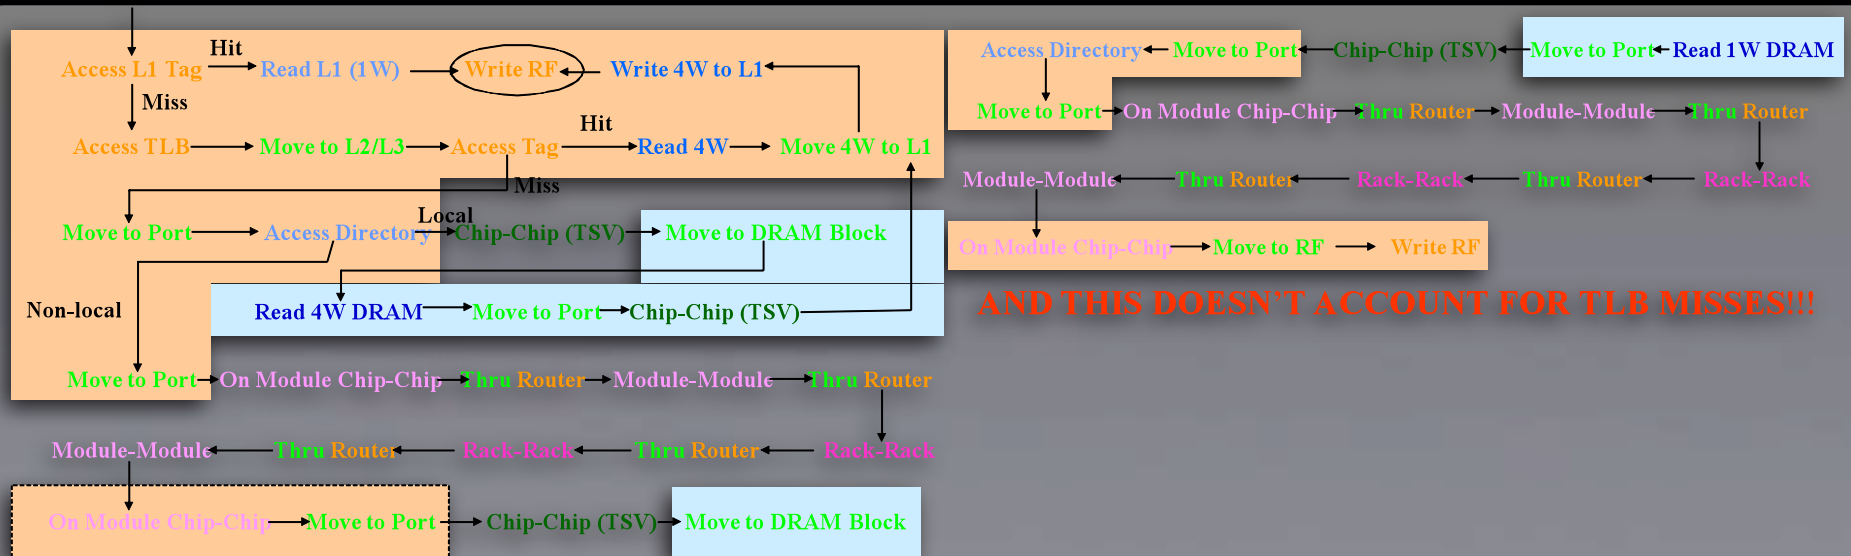 Hit
Access L1 Tag Read L1 (1W) Write RF Write 4W to L1
Miss
Hit
Access TLB Move to L2/L3 Access Tag Read 4W Move 4W to L1
Miss
Local
Move to Port Access Directory Chip-Chip (TSV) Move to DRAM Block
Non-local
Read 4W DRAM Move to Port Chip-Chip (TSV)
Move to Port On Module Chip-Chip Thru Router Module-Module Thru Router
Module-Module Thru Router Rack-Rack Thru Router Rack-Rack
On Module Chip-Chip Move to Port Chip-Chip (TSV) Move to DRAM Block
Access Directory Move to Port Chip-Chip (TSV) Move to Port Read 1W DRAM
Move to Port On Module Chip-Chip Thru Router Module-Module Thru Router
Module-Module Thru Router Rack-Rack Thru Router Rack-Rack
On Module Chip-Chip Move to RF Write RF
AND THIS DOESN'T ACCOUNT FOR TLB MISSES!!!